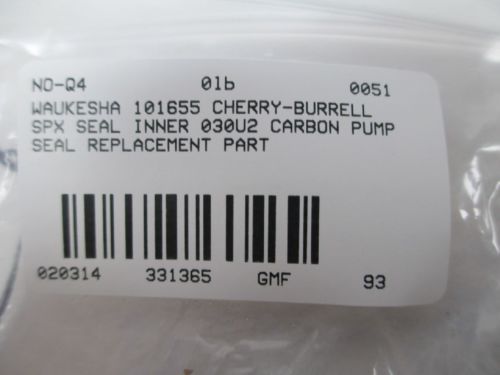 NO-Q4 01b 0051
WAUKESHA 101655 CHERRY-BURRELL
SPX SEAL INNER 030U2 CARBON PUMP
SEAL REPLACEMENT PART
020314 331365 GMF 93